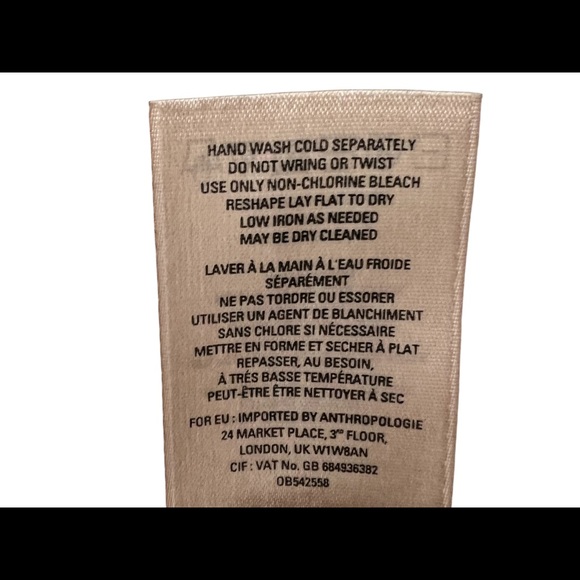 HAND WASH COLD SEPARATELY
DO NOT WRING OR TWIST
USE ONLY NON-CHLORINE BLEACH
RESHAPE LAY FLAT TO DRY
LOW IRON AS NEEDED
MAY BE DRY CLEANED
LAVER À LA MAIN À L'EAU FROIDE
SÉPARÉMENT
NE PAS TORDRE OU ESSORER
UTILISER UN AGENT DE BLANCHIMENT
SANS CHLORE SI NÉCESSAIRE
METTRE EN FORME ET SECHER À PLAT
REPASSER, AU BESOIN,
À TRÉS BASSE TEMPÉRATURE
PEUT-ÊTRE ÊTRE NETTOYER À SEC
FOR EU : IMPORTED BY ANTHROPOLOGIE
24 MARKET PLACE, 3RD FLOOR,
LONDON, UK W1W8AN
CIF : VAT No. GB 684936382
OB542558